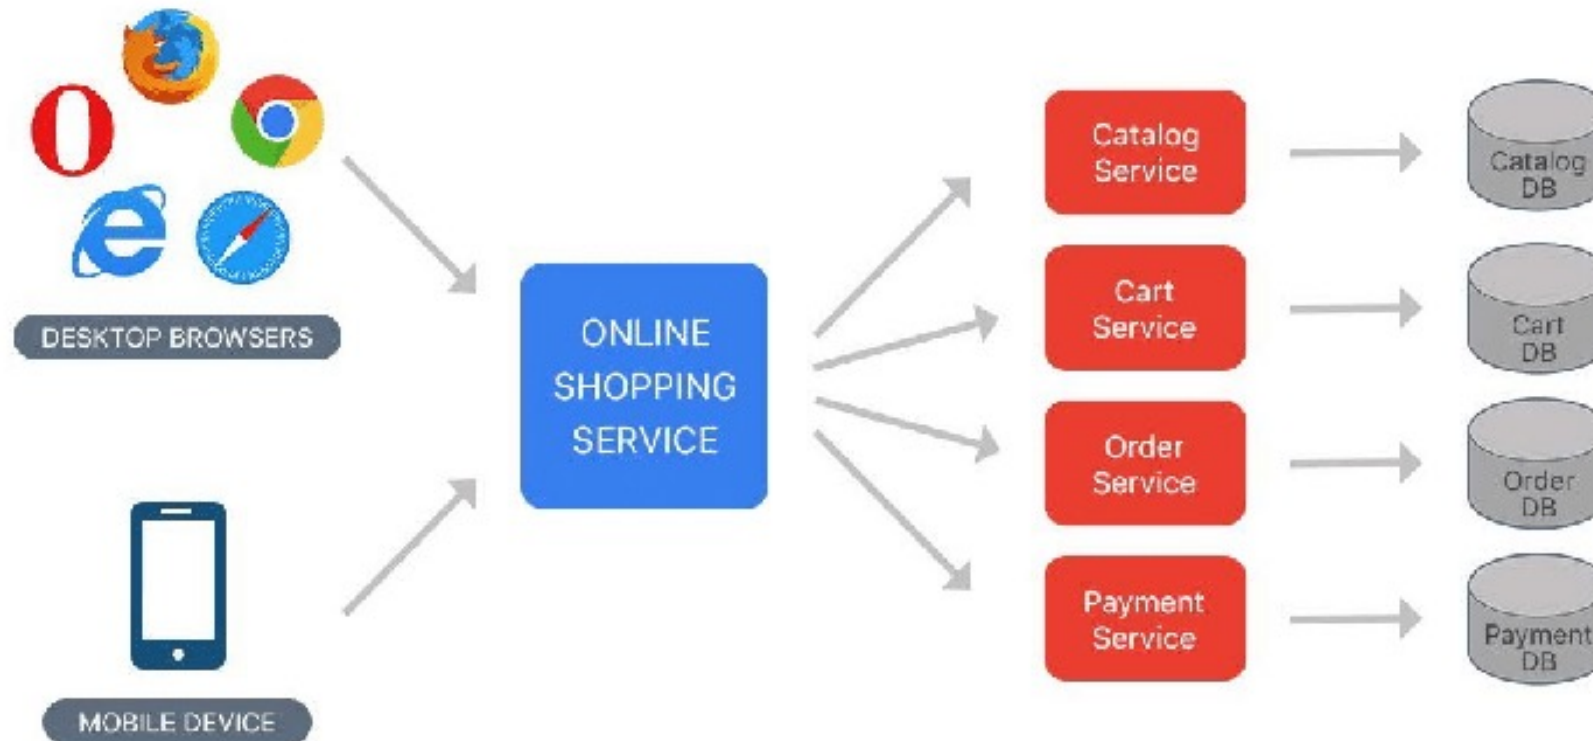 DESKTOP BROWSERS
MOBILE DEVICE
ONLINE
SHOPPING
SERVICE
Catalog
Service
Cart
Service
Order
Service
Payment
Service
Catalog
DB
Cart
DB
Order
DB
Payment
DB